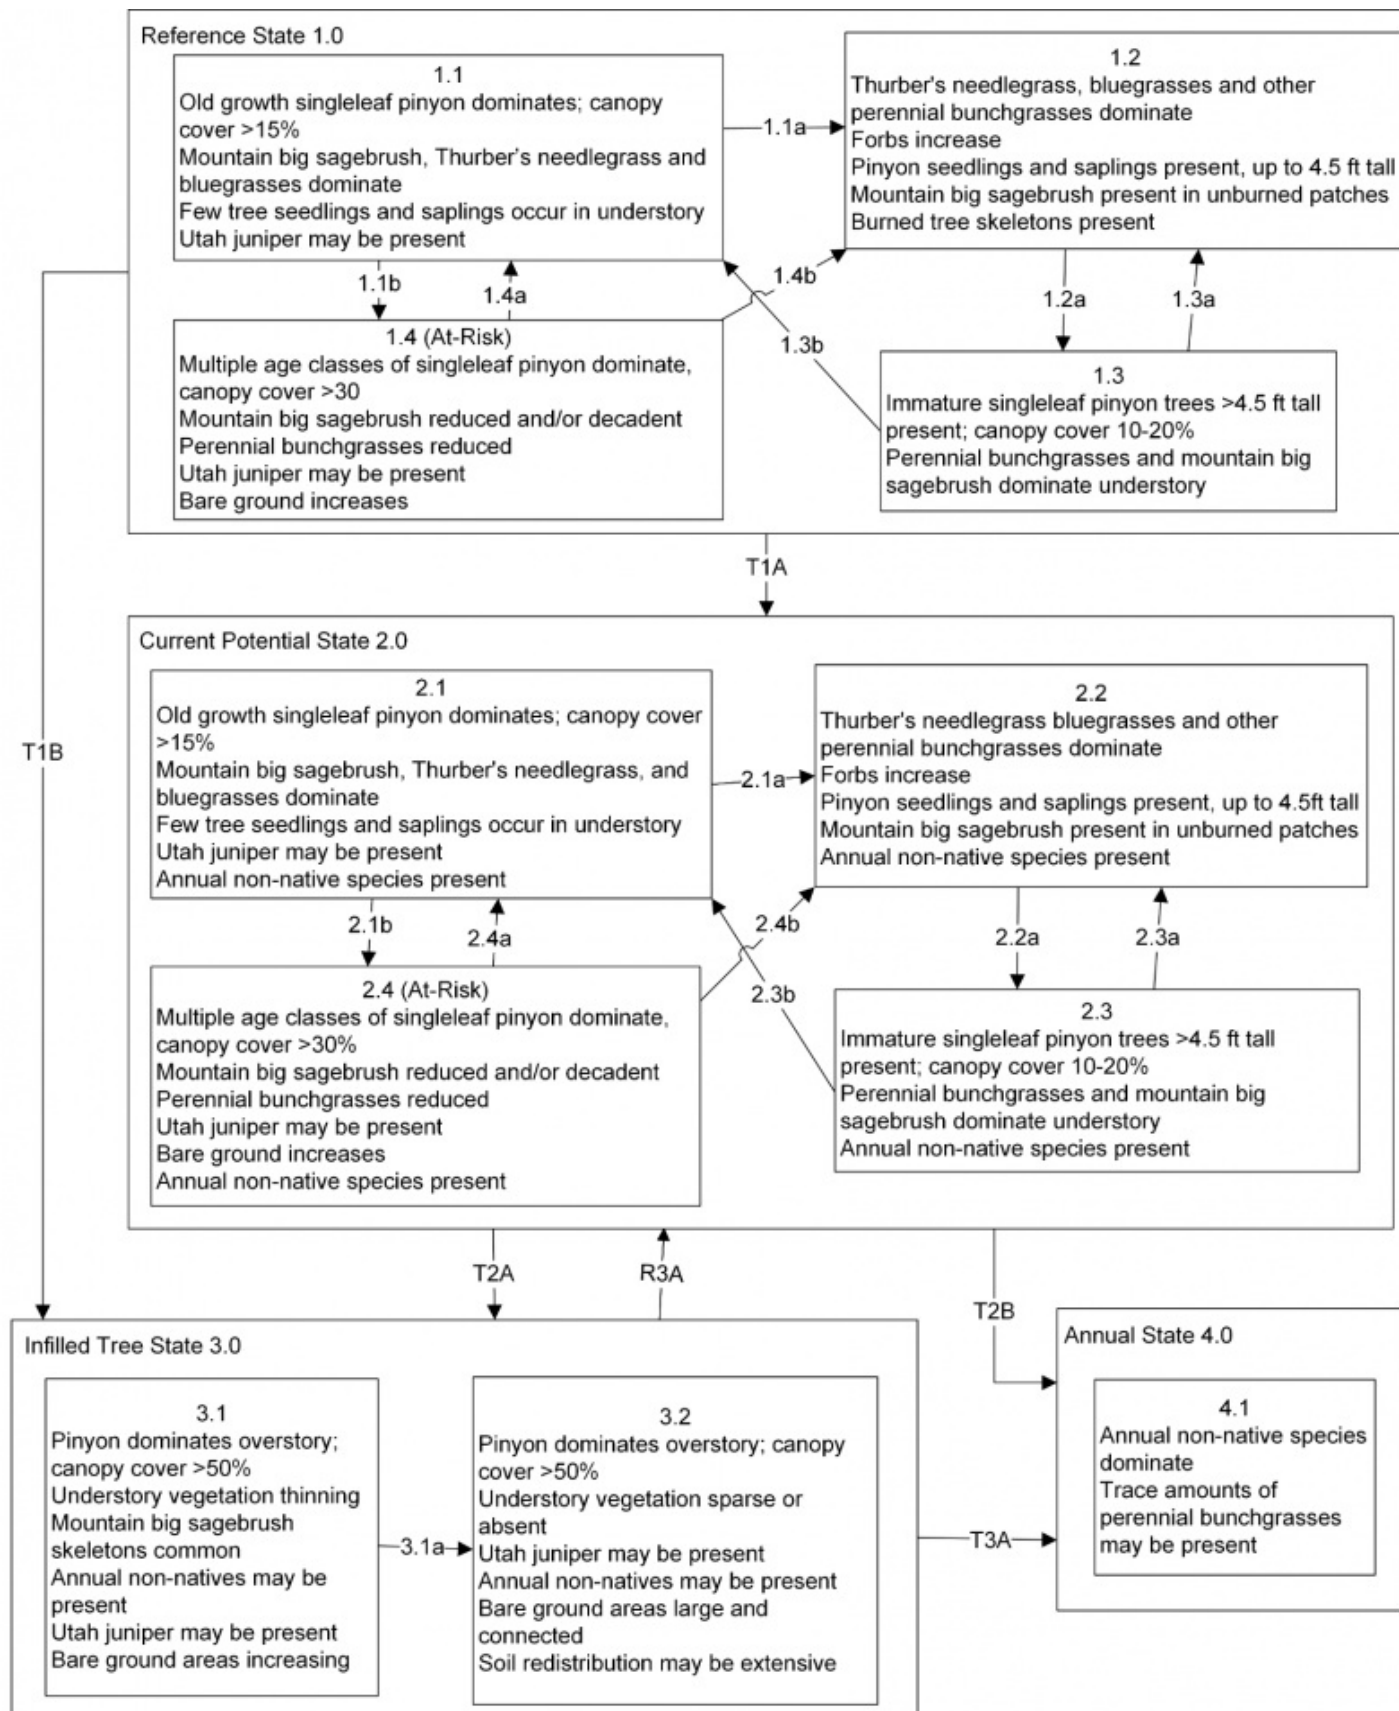 Reference State 1.0
1.1
Old growth singleleaf pinyon dominates; canopy
cover >15%
Mountain big sagebrush, Thurber's needlegrass and
bluegrasses dominate
Few tree seedlings and saplings occur in understory
Utah juniper may be present
1.1a
1.2
Thurber's needlegrass, bluegrasses and other
perennial bunchgrasses dominate
Forbs increase
Pinyon seedlings and saplings present, up to 4.5 ft tall
Mountain big sagebrush present in unburned patches
Burned tree skeletons present
1.1b
1.4a
1.4b
1.2a
1.3a
1.3b
1.4 (At-Risk)
Multiple age classes of singleleaf pinyon dominate,
canopy cover >30
Mountain big sagebrush reduced and/or decadent
Perennial bunchgrasses reduced
Utah juniper may be present
Bare ground increases
1.3
Immature singleleaf pinyon trees >4.5 ft tall
present; canopy cover 10-20%
Perennial bunchgrasses and mountain big
sagebrush dominate understory
T1A
T1B
Current Potential State 2.0
2.1
Old growth singleleaf pinyon dominates; canopy cover
>15%
Mountain big sagebrush, Thurber's needlegrass, and
bluegrasses dominate
Few tree seedlings and saplings occur in understory
Utah juniper may be present
Annual non-native species present
2.1a
2.2
Thurber's needlegrass bluegrasses and other
perennial bunchgrasses dominate
Forbs increase
Pinyon seedlings and saplings present, up to 4.5ft tall
Mountain big sagebrush present in unburned patches
Annual non-native species present
2.1b
2.4a
2.4b
2.2a
2.3a
2.3b
2.4 (At-Risk)
Multiple age classes of singleleaf pinyon dominate,
canopy cover >30%
Mountain big sagebrush reduced and/or decadent
Perennial bunchgrasses reduced
Utah juniper may be present
Bare ground increases
Annual non-native species present
2.3
Immature singleleaf pinyon trees >4.5 ft tall
present; canopy cover 10-20%
Perennial bunchgrasses and mountain big
sagebrush dominate understory
Annual non-native species present
T2A
R3A
T2B
Infilled Tree State 3.0
3.1
Pinyon dominates overstory;
canopy cover >50%
Understory vegetation thinning
Mountain big sagebrush
skeletons common
Annual non-natives may be
present
Utah juniper may be present
Bare ground areas increasing
3.1a
3.2
Pinyon dominates overstory; canopy
cover >50%
Understory vegetation sparse or
absent
Utah juniper may be present
Annual non-natives may be present
Bare ground areas large and
connected
Soil redistribution may be extensive
T3A
Annual State 4.0
4.1
Annual non-native species
dominate
Trace amounts of
perennial bunchgrasses
may be present